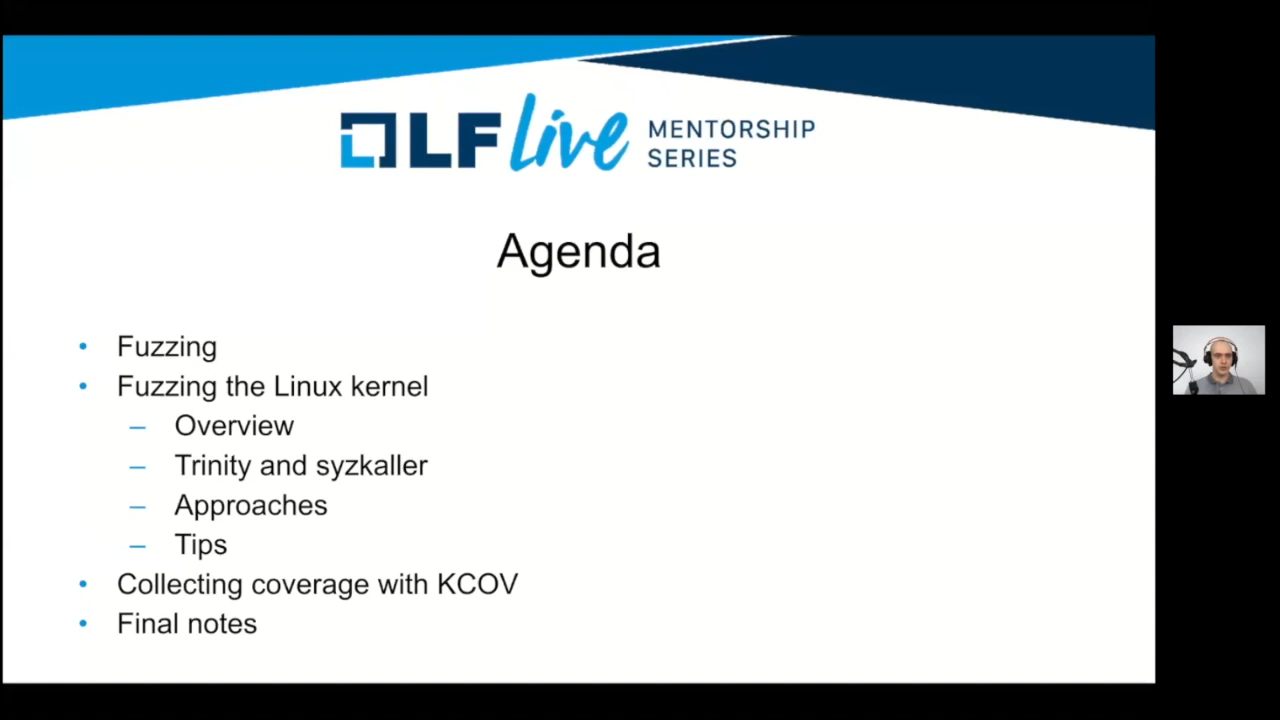 LF Live MENTORSHIP
SERIES
Agenda
• Fuzzing
• Fuzzing the Linux kernel
– Overview
– Trinity and syzkaller
– Approaches
– Tips
• Collecting coverage with KCOV
• Final notes